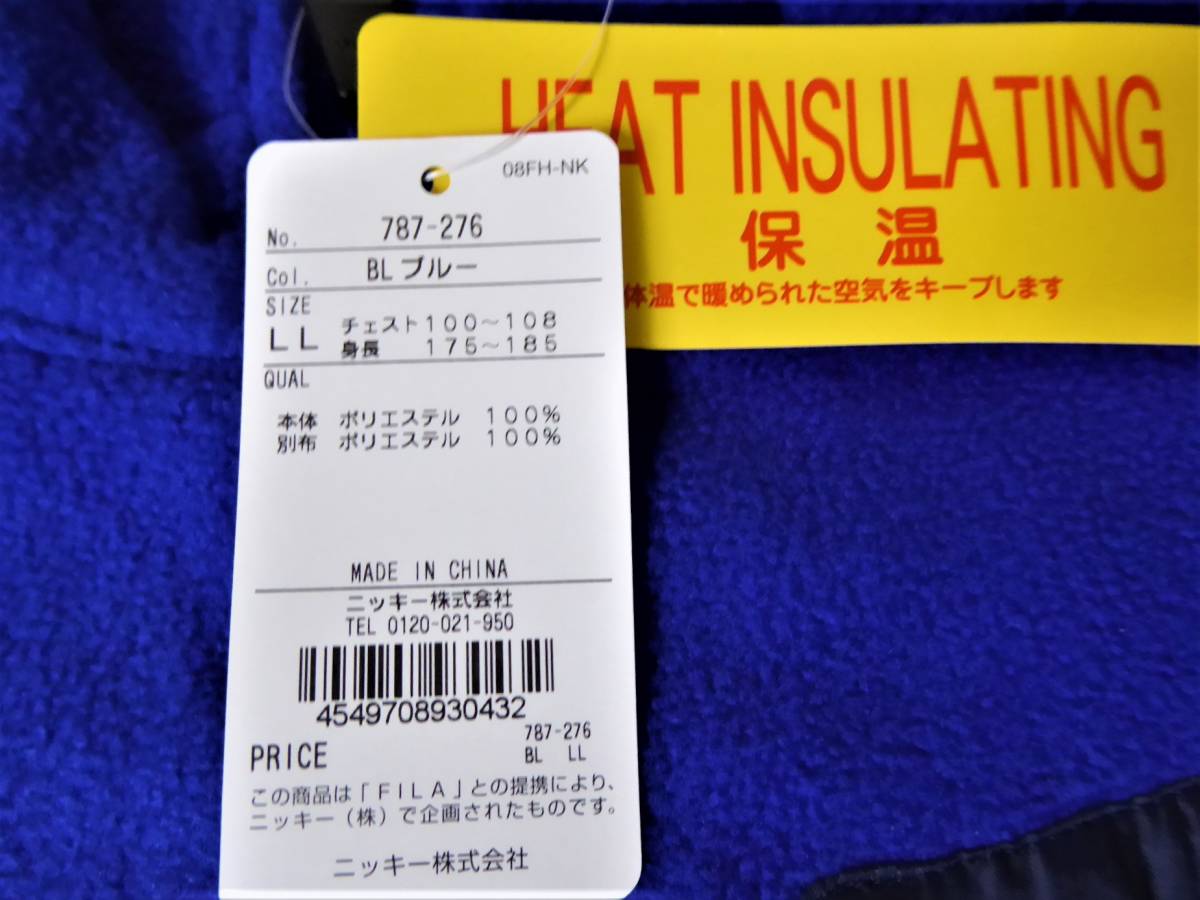 HEAT INSULATING
保温
体温で暖められた空気をキープします
08FH-NK
No. 787-276
Col. BL ブルー
SIZE
LL チェスト 100〜108
身長 175〜185
QUAL
本体 ポリエステル 100%
別布 ポリエステル 100%
MADE IN CHINA
ニッキー株式会社
TEL 0120-021-950
4549708930432
787-276
PRICE BL LL
この商品は「FILA」との提携により、
ニッキー(株)で企画されたものです。
ニッキー株式会社